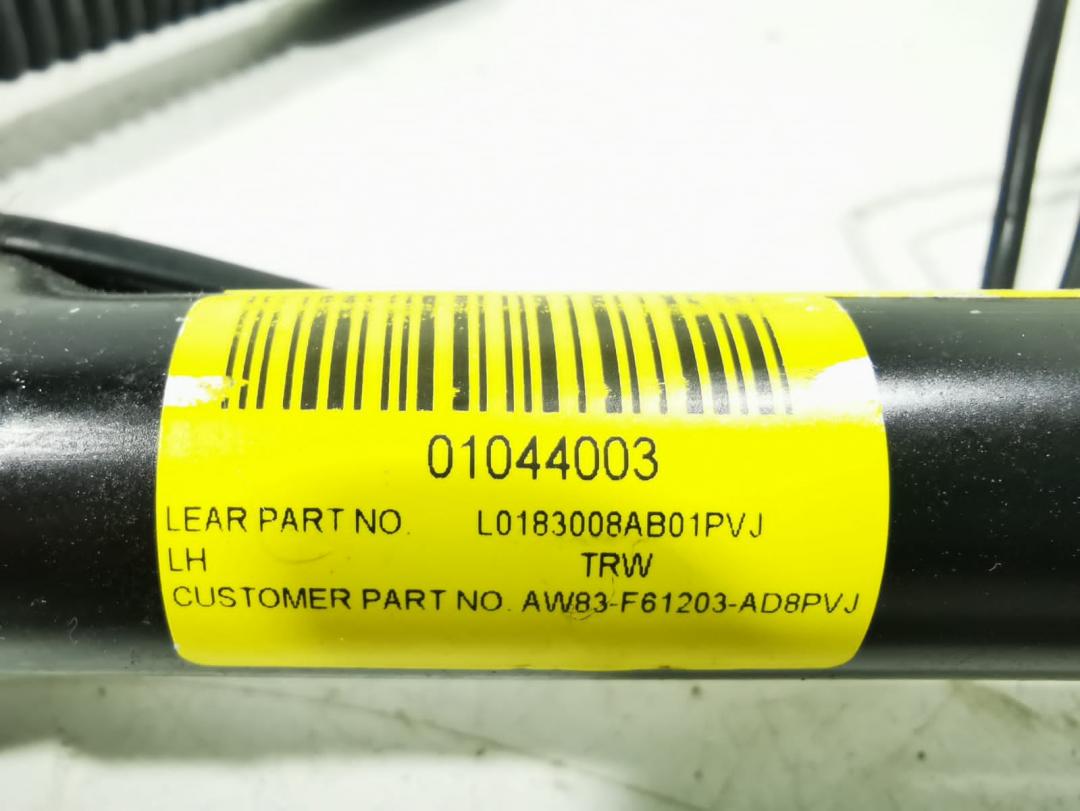 01044003
LEAR PART NO. L0183008AB01PVJ
LH TRW
CUSTOMER PART NO. AW83-F61203-AD8PVJ